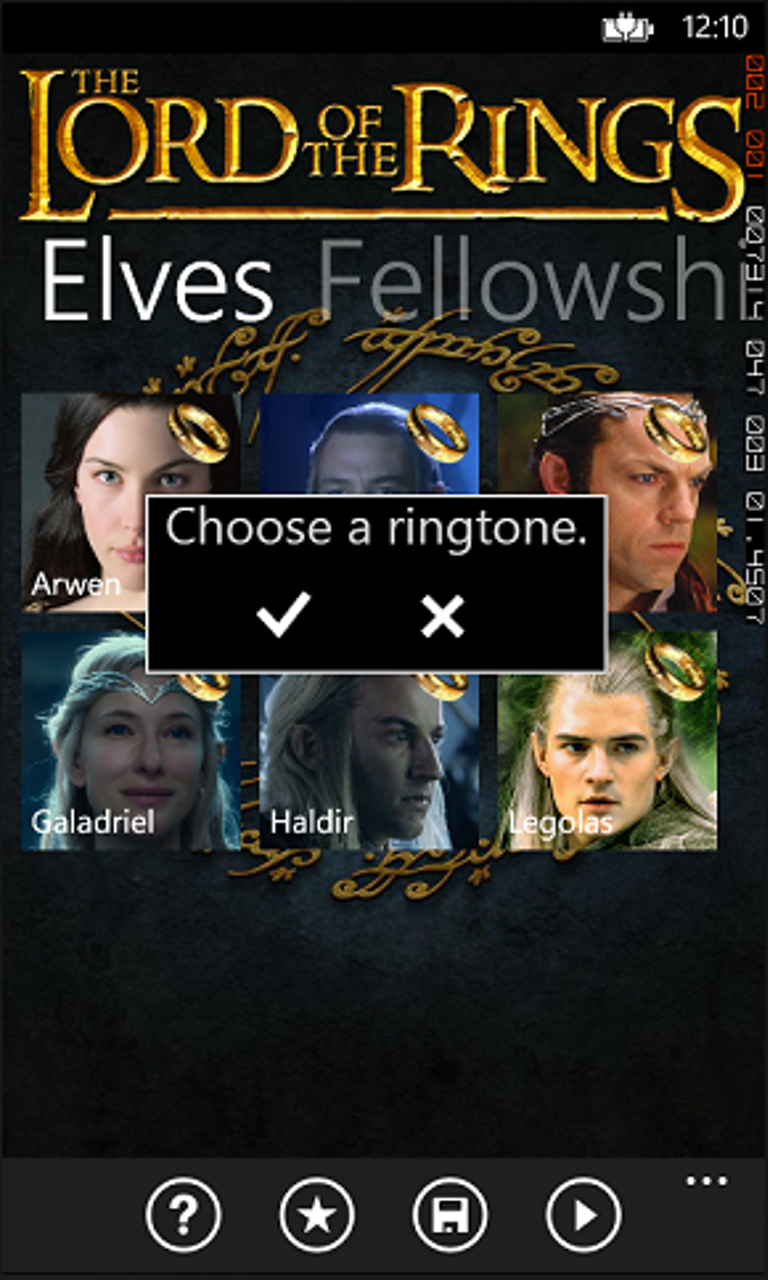 12:10
THE
LORD OF THE RINGS
Elves Fellowshi
Choose a ringtone.
Arwen
Galadriel
Haldir
Legolas